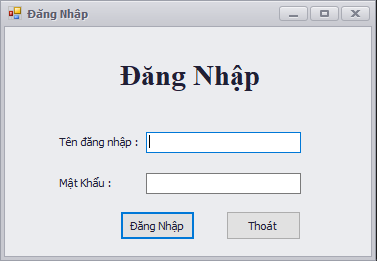 Đăng Nhập
Đăng Nhập
Tên đăng nhập :
Mật Khẩu :
Đăng Nhập Thoát